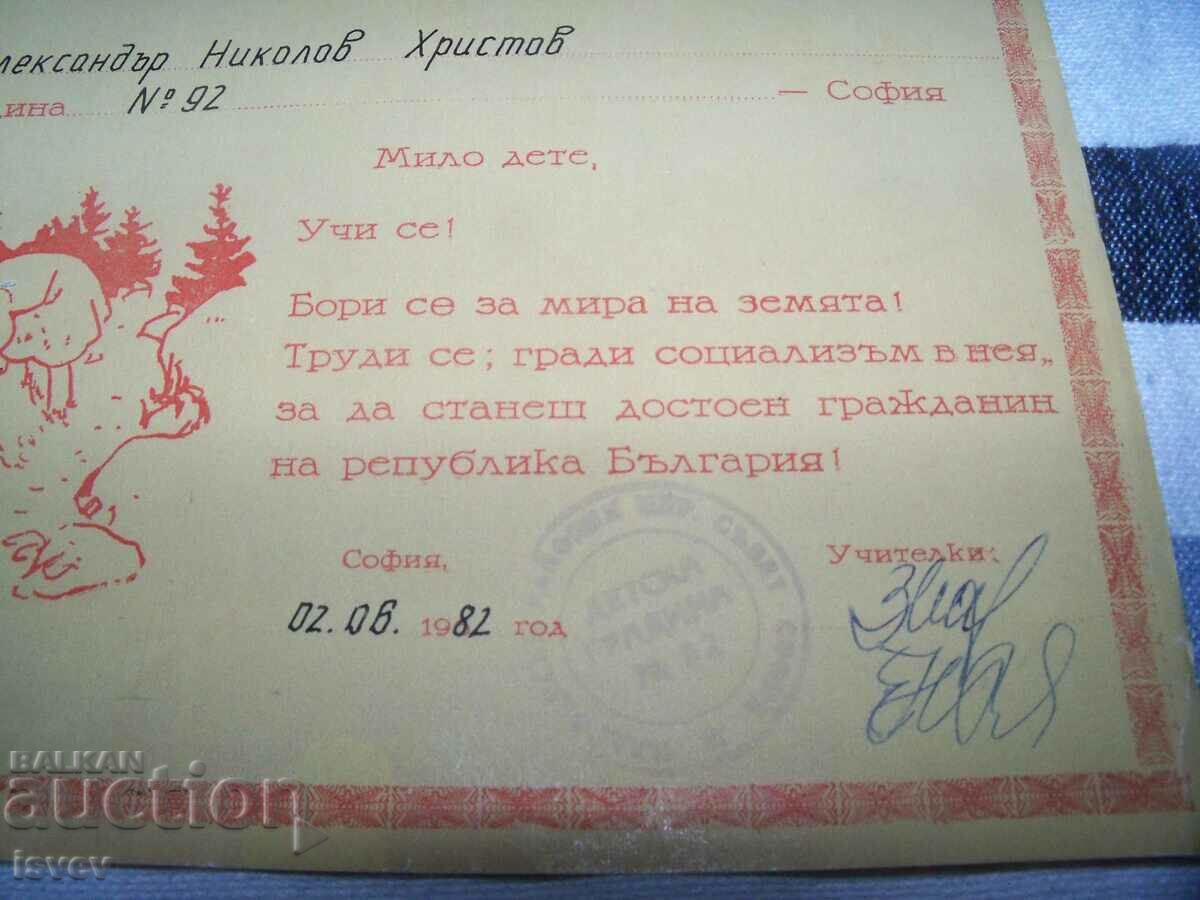 лександър Николов Христов
дина № 92 — София
Мило дете,
Учи се!
Бори се за мира на земята!
Труди се; гради социализъм в нея,,
за да станеш достоен гражданин
на република България!
София,
Учителки:
02.06. 1982 год
ДЕТСКА
BALKAN
auction
isvev